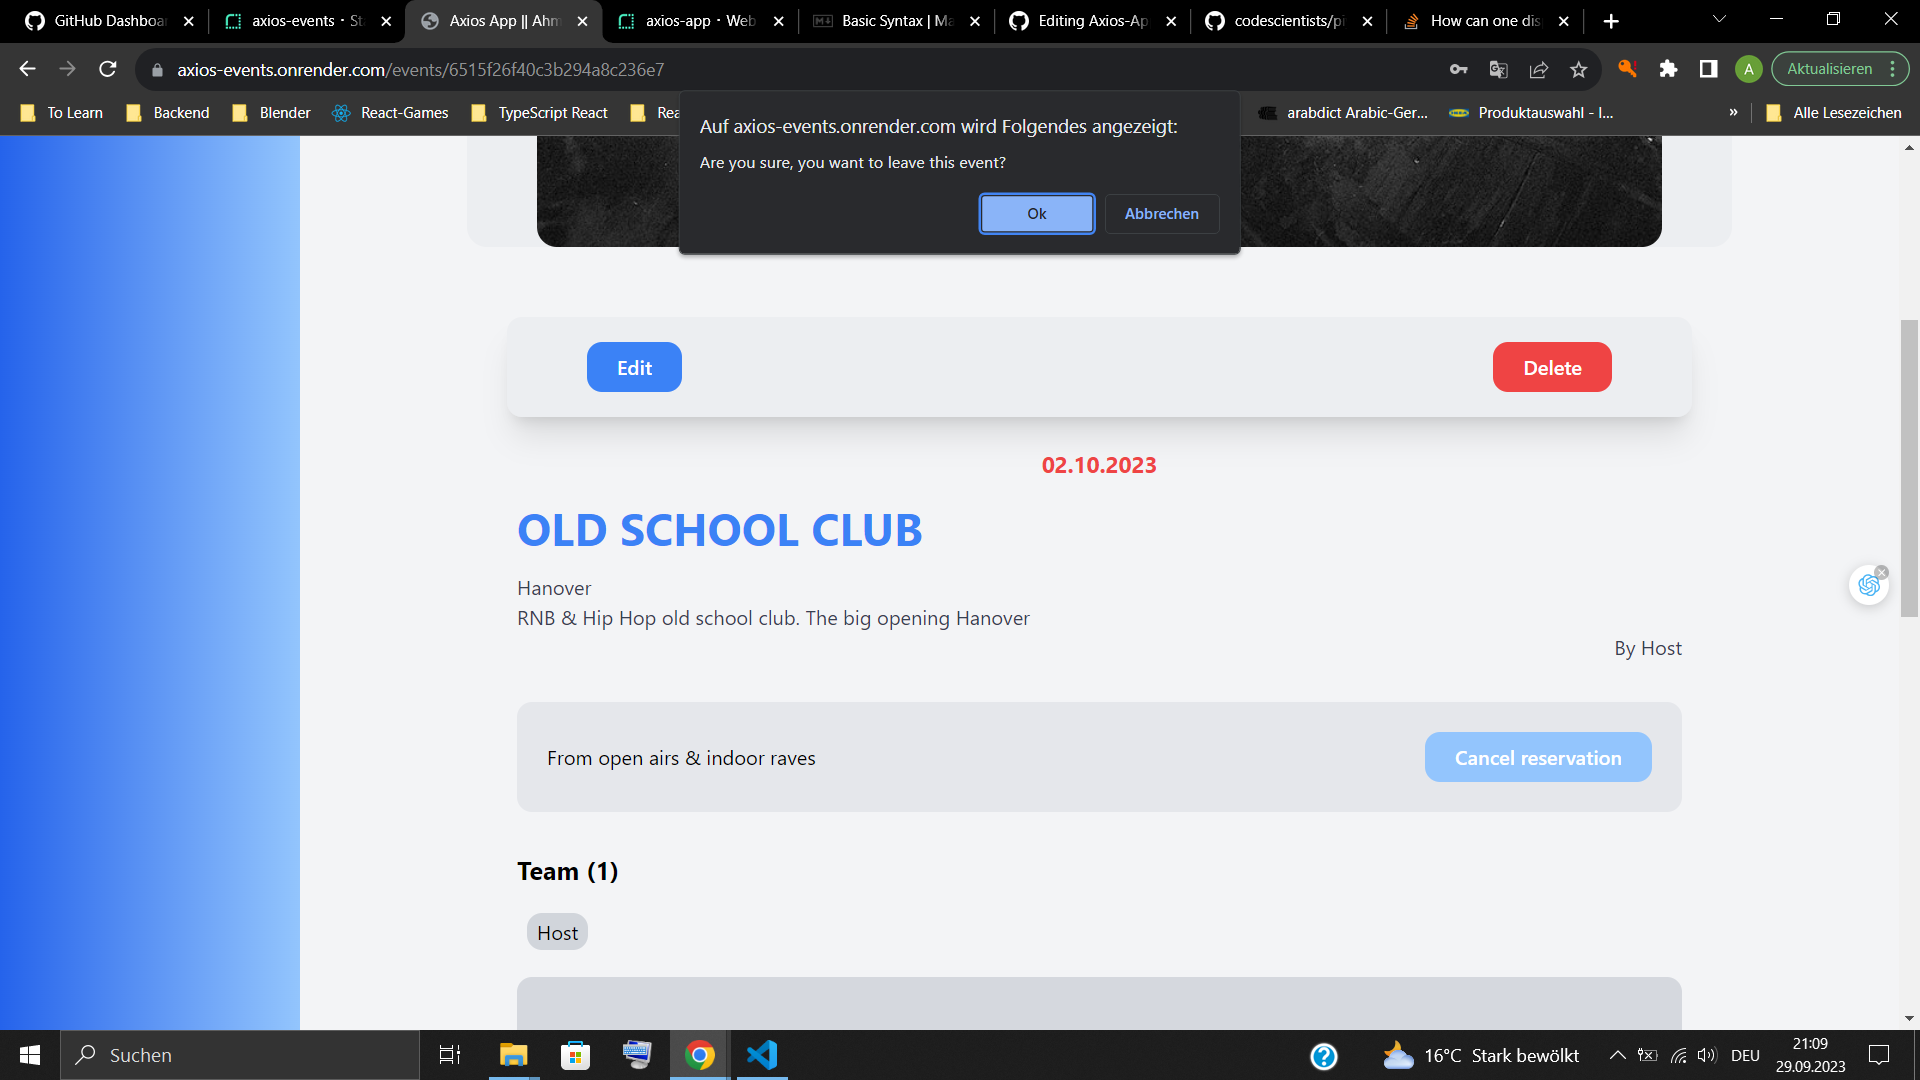 GitHub Dashboar
axios-events · St
Axios App || Ahm
axios-app · Web
Basic Syntax | Ma
Editing Axios-Ap
codescientists/pi
How can one dis
axios-events.onrender.com/events/6515f26f40c3b294a8c236e7
A
Aktualisieren
To Learn
Backend
Blender
React-Games
TypeScript React
Rea
arabdict Arabic-Ger...
Produktauswahl - I...
»
Alle Lesezeichen
Auf axios-events.onrender.com wird Folgendes angezeigt:
Are you sure, you want to leave this event?
Ok
Abbrechen
Edit
Delete
02.10.2023
OLD SCHOOL CLUB
Hanover
RNB & Hip Hop old school club. The big opening Hanover
By Host
From open airs & indoor raves
Cancel reservation
Team (1)
Host
Suchen
16°C Stark bewölkt
DEU
21:09
29.09.2023